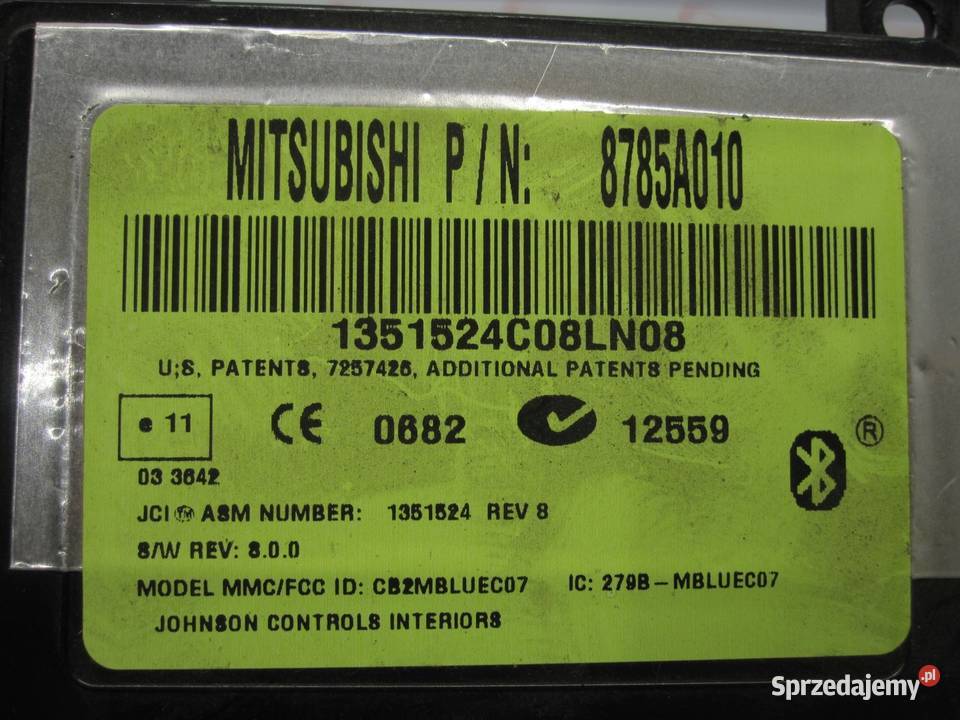 MITSUBISHI P/N: 8785A010
1351524C08LN08
U;S, PATENTS, 7257426, ADDITIONAL PATENTS PENDING
e 11
CE 0682 12559
®
03 3642
JCI ™ ASM NUMBER: 1351524 REV 8
S/W REV: 8.0.0
MODEL MMC/FCC ID: CB2MBLUEC07 IC: 279B-MBLUEC07
JOHNSON CONTROLS INTERIORS
Sprzedajemy.pl